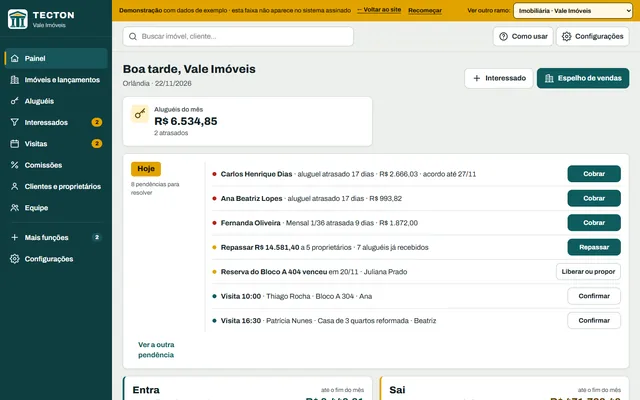 TECTON
Vale Imóveis
Painel
Imóveis e lançamentos
Aluguéis
Interessados 2
Visitas 2
Comissões
Clientes e proprietários
Equipe
Mais funções 2
Configurações
Demonstração com dados de exemplo · esta faixa não aparece no sistema assinado
← Voltar ao site
Recomeçar
Ver outro ramo:
Imobiliária · Vale Imóveis
Buscar imóvel, cliente...
Como usar
Configurações
Boa tarde, Vale Imóveis
Orlândia · 22/11/2026
Interessado
Espelho de vendas
Aluguéis do mês
R$ 6.534,85
2 atrasados
Hoje
8 pendências para
resolver
Carlos Henrique Dias · aluguel atrasado 17 dias · R$ 2.666,03 · acordo até 27/11
Cobrar
Ana Beatriz Lopes · aluguel atrasado 17 dias · R$ 993,82
Cobrar
Fernanda Oliveira · Mensal 1/36 atrasada 9 dias · R$ 1.872,00
Cobrar
Repassar R$ 14.581,40 a 5 proprietários · 7 aluguéis já recebidos
Repassar
Reserva do Bloco A 404 venceu em 20/11 · Juliana Prado
Liberar ou propor
Visita 10:00 · Thiago Rocha · Bloco A 304 · Ana
Confirmar
Visita 16:30 · Patrícia Nunes · Casa de 3 quartos reformada · Beatriz
Confirmar
Ver a outra
pendência
Entra
até o fim do mês
Sai
até o fim do mês